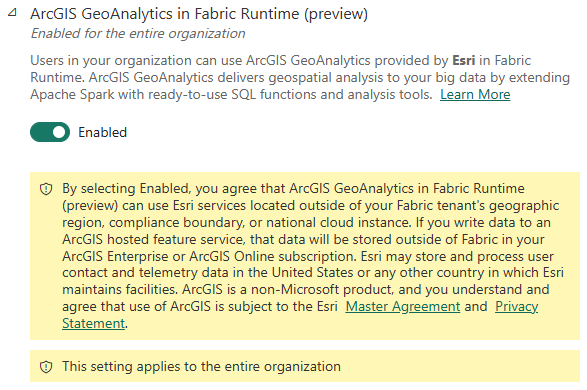 ArcGIS GeoAnalytics in Fabric Runtime (preview)
Enabled for the entire organization
Users in your organization can use ArcGIS GeoAnalytics provided by Esri in Fabric
Runtime. ArcGIS GeoAnalytics delivers geospatial analysis to your big data by extending
Apache Spark with ready-to-use SQL functions and analysis tools. Learn More
Enabled
By selecting Enabled, you agree that ArcGIS GeoAnalytics in Fabric Runtime
(preview) can use Esri services located outside of your Fabric tenant's geographic
region, compliance boundary, or national cloud instance. If you write data to an
ArcGIS hosted feature service, that data will be stored outside of Fabric in your
ArcGIS Enterprise or ArcGIS Online subscription. Esri may store and process user
contact and telemetry data in the United States or any other country in which Esri
maintains facilities. ArcGIS is a non-Microsoft product, and you understand and
agree that use of ArcGIS is subject to the Esri Master Agreement and Privacy
Statement.
This setting applies to the entire organization